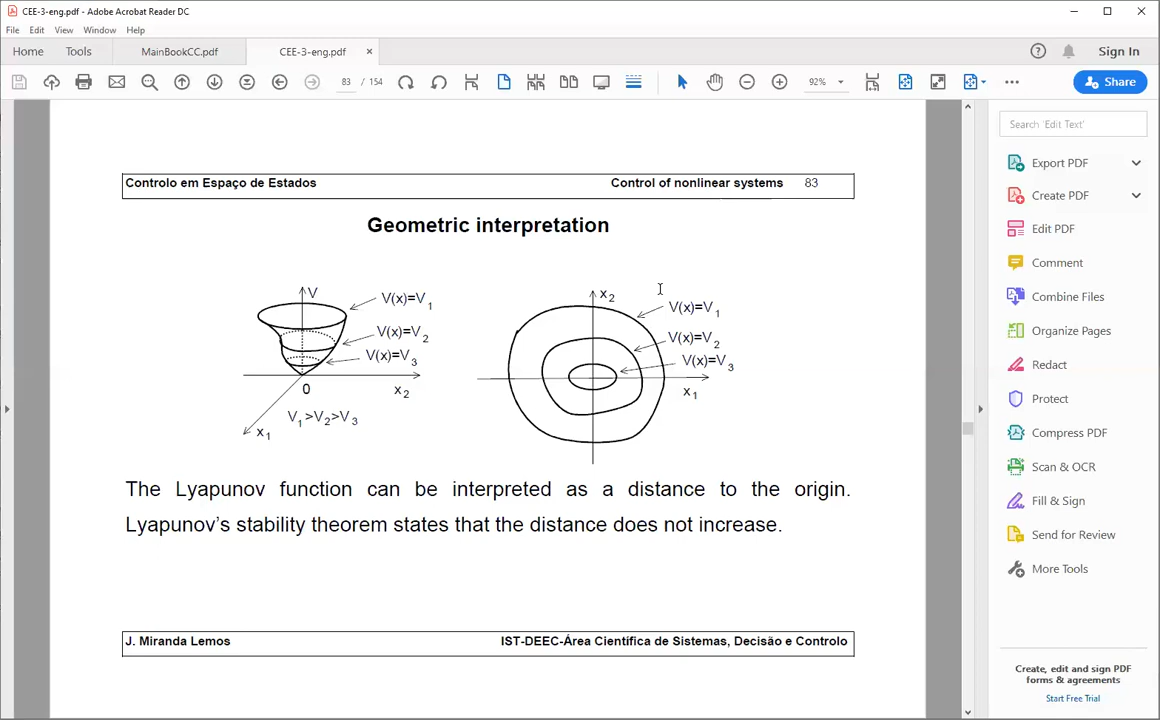 CEE-3-eng.pdf - Adobe Acrobat Reader DC
File Edit View Window Help
Home Tools MainBookCC.pdf CEE-3-eng.pdf × Sign In
83 / 154 92% Share
Search 'Edit Text'
Export PDF
Create PDF
Edit PDF
Comment
Combine Files
Organize Pages
Redact
Protect
Compress PDF
Scan & OCR
Fill & Sign
Send for Review
More Tools
Create, edit and sign PDF
forms & agreements
Start Free Trial
Controlo em Espaço de Estados Control of nonlinear systems 83
Geometric interpretation
V
V(x)=V1
V(x)=V2
V(x)=V3
0
x2
x1
V1>V2>V3
x2
V(x)=V1
V(x)=V2
V(x)=V3
x1
The Lyapunov function can be interpreted as a distance to the origin.
Lyapunov's stability theorem states that the distance does not increase.
J. Miranda Lemos IST-DEEC-Área Científica de Sistemas, Decisão e Controlo